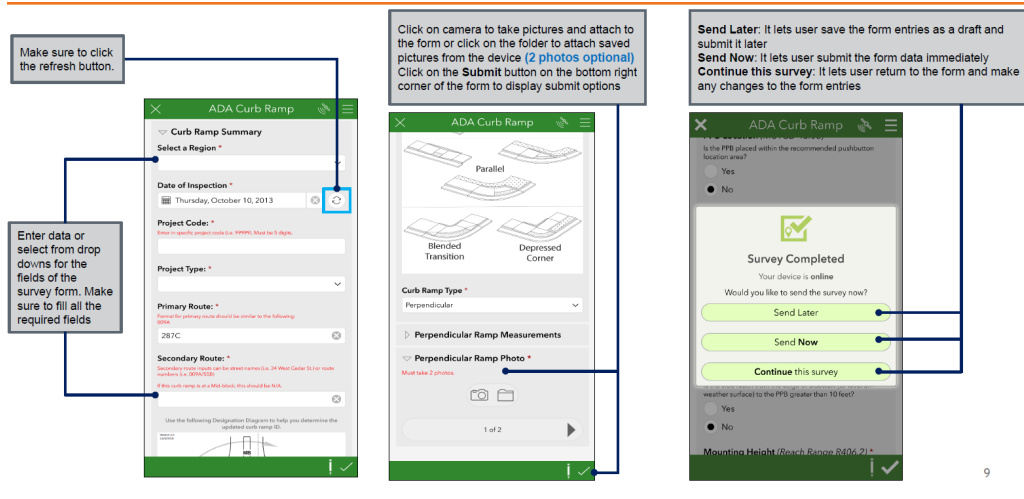 Make sure to click
the refresh button.
Enter data or
select from drop
downs for the
fields of the
survey form. Make
sure to fill all the
required fields
ADA Curb Ramp
Curb Ramp Summary
Select a Region *
Date of Inspection *
Thursday, October 10, 2013
Project Code: *
Enter in specific project code (i.e. 99999). Must be 5 digits.
Project Type: *
Primary Route: *
Format for primary route should be similar to the following:
009A
287C
Secondary Route: *
Secondary route inputs can be street names (i.e. 34 West Cedar St.) or route
numbers (i.e. 009A/55B)
If this curb ramp is at a Mid-block, this should be N/A.
Use the following Designation Diagram to help you determine the
updated curb ramp ID.
MB
Click on camera to take pictures and attach to
the form or click on the folder to attach saved
pictures from the device (2 photos optional)
Click on the Submit button on the bottom right
corner of the form to display submit options
ADA Curb Ramp
Parallel
Blended
Transition
Depressed
Corner
Curb Ramp Type *
Perpendicular
Perpendicular Ramp Measurements
Perpendicular Ramp Photo *
Must take 2 photos.
1 of 2
Send Later: It lets user save the form entries as a draft and
submit it later
Send Now: It lets user submit the form data immediately
Continue this survey: It lets user return to the form and make
any changes to the form entries
ADA Curb Ramp
Is the PPB placed within the recommended pushbutton
location area?
Yes
No
Survey Completed
Your device is online
Would you like to send the survey now?
Send Later
Send Now
Continue this survey
weather surface) to the PPB greater than 10 feet?
Yes
No
Mounting Height (Reach Range R406.2) *
9